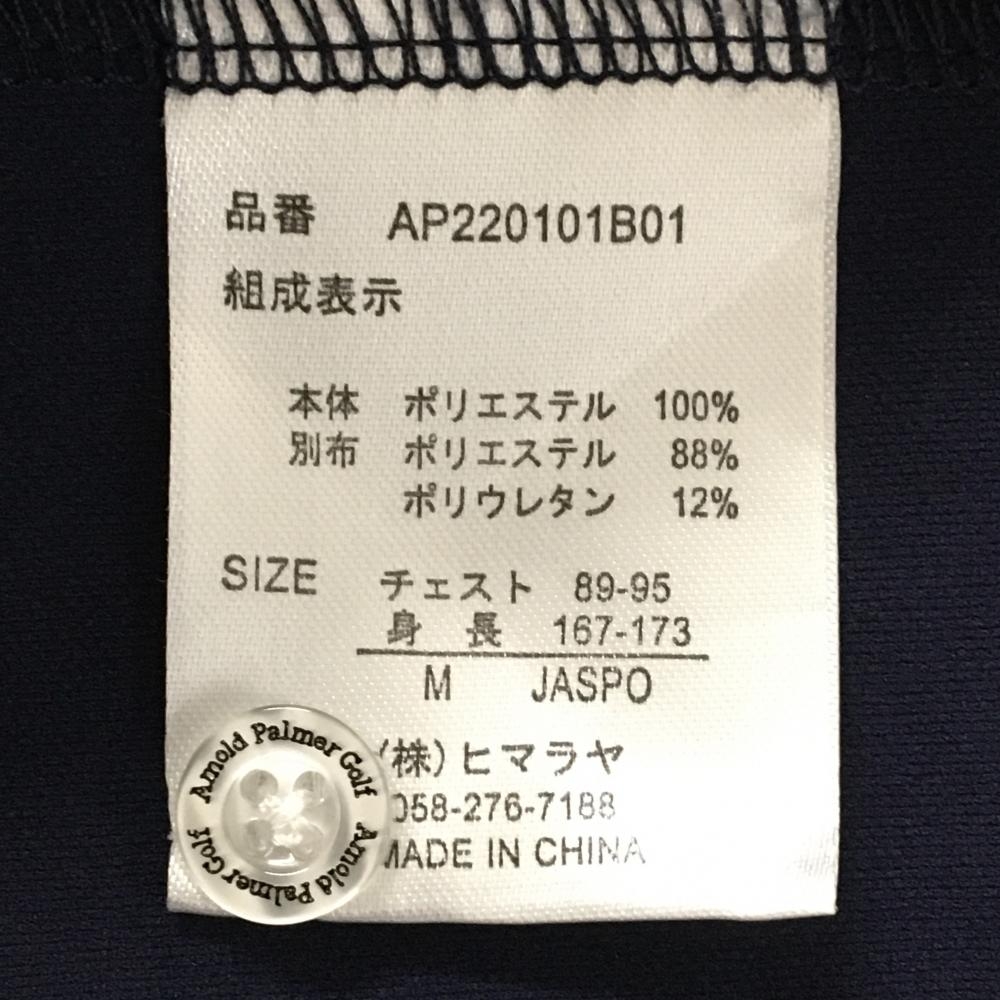 品番 AP220101B01
組成表示
本体 ポリエステル 100%
別布 ポリエステル 88%
ポリウレタン 12%
SIZE チェスト 89-95
身長 167-173
M JASPO
(株)ヒマラヤ
058-276-7188
MADE IN CHINA
Arnold Palmer Golf
Arnold Palmer Golf